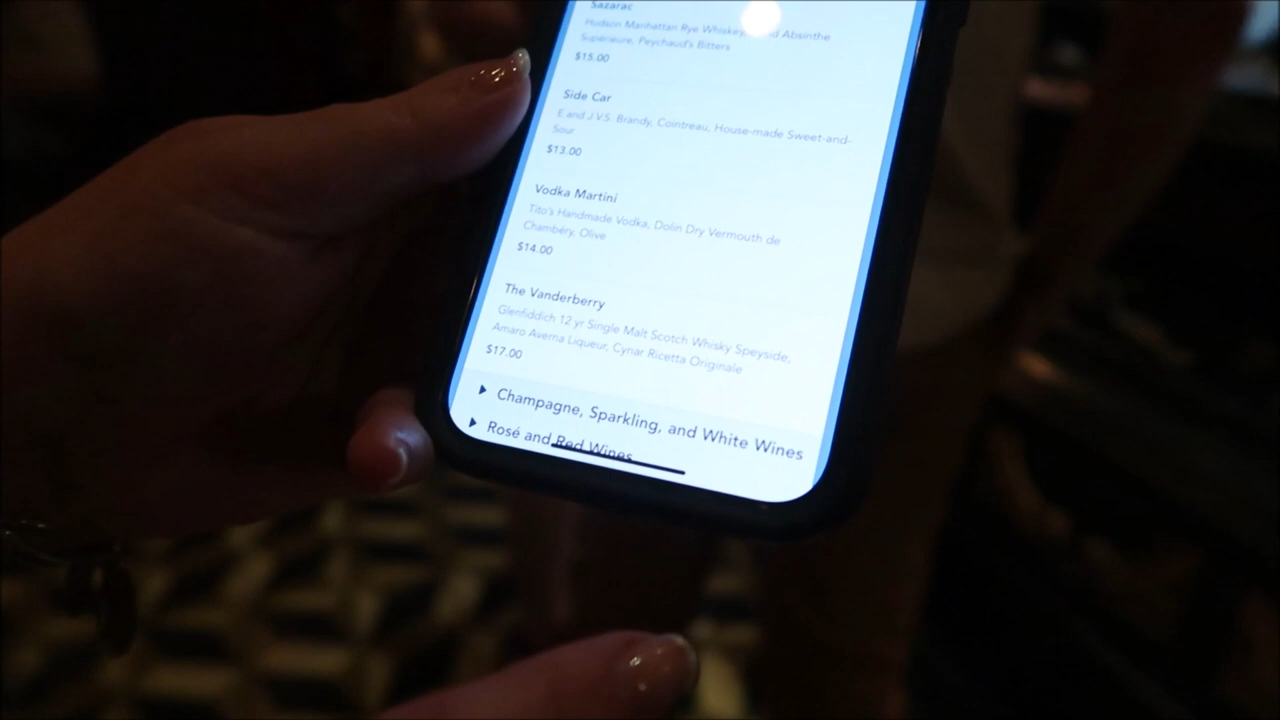 Sazarac
Hudson Manhattan Rye Whiskey, Absinthe
Supérieure, Peychaud's Bitters
$15.00
Side Car
E and J V.S. Brandy, Cointreau, House-made Sweet-and-
Sour
$13.00
Vodka Martini
Tito's Handmade Vodka, Dolin Dry Vermouth de
Chambéry, Olive
$14.00
The Vanderberry
Glenfiddich 12 yr Single Malt Scotch Whisky Speyside,
Amaro Averna Liqueur, Cynar Ricetta Originale
$17.00
Champagne, Sparkling, and White Wines
Rosé and Red Wines